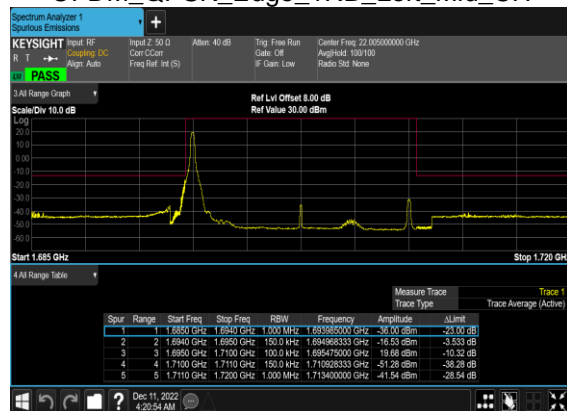 Spectrum Analyzer 1
Spurious Emissions
KEYSIGHT Input: RF Input Z: 50 Ω Atten: 40 dB Trig: Free Run Center Freq: 22.005000000 GHz
R T Coupling: DC Corr CCorr Gate: Off Avg|Hold: 100/100
Align: Auto Freq Ref: Int (S) IF Gain: Low Radio Std: None
LW PASS
3 All Range Graph Ref Lvl Offset 8.00 dB
Scale/Div 10.0 dB Ref Value 30.00 dBm
Log
20.0
10.0
0.00
-10.0
-20.0
-30.0
-40.0
-50.0
-60.0
Start 1.685 GHz Stop 1.720 GHz
4 All Range Table
Measure Trace Trace 1
Trace Type Trace Average (Active)
Spur Range Start Freq Stop Freq RBW Frequency Amplitude ΔLimit
1 1 1.6850 GHz 1.6940 GHz 1.000 MHz 1.693985000 GHz -36.00 dBm -23.00 dB
2 2 1.6940 GHz 1.6950 GHz 150.0 kHz 1.694968333 GHz -16.53 dBm -3.533 dB
3 3 1.6950 GHz 1.7100 GHz 100.0 kHz 1.695475000 GHz 19.68 dBm -10.32 dB
4 4 1.7100 GHz 1.7110 GHz 150.0 kHz 1.710928333 GHz -51.28 dBm -38.28 dB
5 5 1.7110 GHz 1.7200 GHz 1.000 MHz 1.713400000 GHz -41.54 dBm -28.54 dB
? Dec 11, 2022
4:20:54 AM